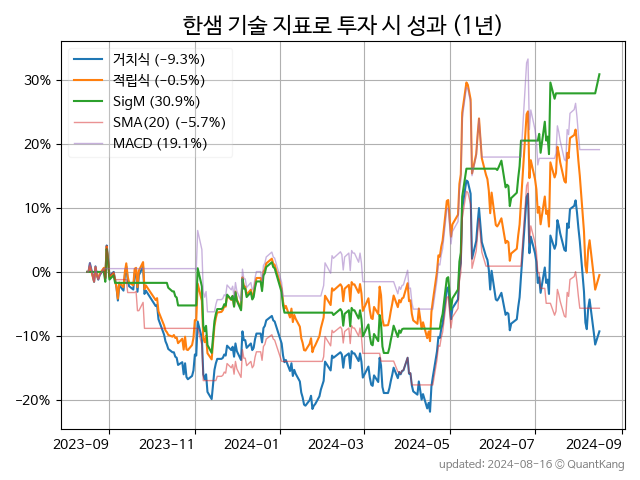 한샘 기술 지표로 투자 시 성과 (1년)
거치식 (−9.3%)
적립식 (−0.5%)
SigM (30.9%)
SMA(20) (−5.7%)
MACD (19.1%)
30%
20%
10%
0%
−10%
−20%
2023-09 2023-11 2024-01 2024-03 2024-05 2024-07 2024-09
updated: 2024-08-16 © QuantKang